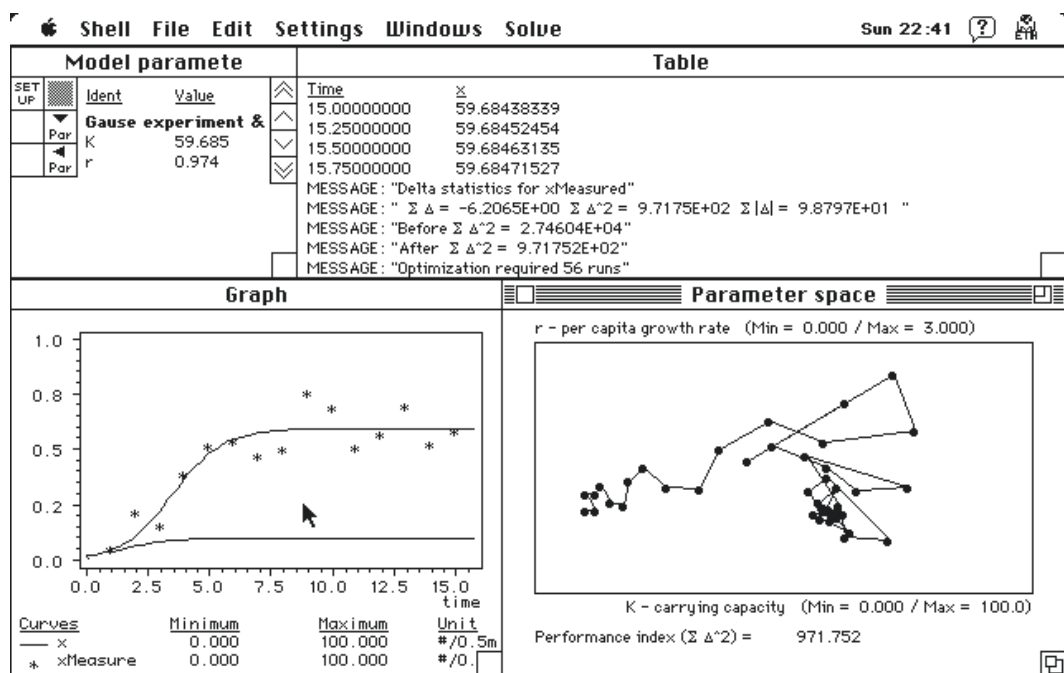 Shell File Edit Settings Windows Solve Sun 22:41 ? ETH
Model paramete
SET UP
Ident Value
Par
Gause experiment &
K 59.685
Par
r 0.974
Table
Time x
15.00000000 59.68438339
15.25000000 59.68452454
15.50000000 59.68463135
15.75000000 59.68471527
MESSAGE: "Delta statistics for xMeasured"
MESSAGE: " Σ Δ = -6.2065E+00 Σ Δ^2 = 9.7175E+02 Σ |Δ| = 9.8797E+01 "
MESSAGE: "Before Σ Δ^2 = 2.74604E+04"
MESSAGE: "After Σ Δ^2 = 9.71752E+02"
MESSAGE: "Optimization required 56 runs"
Graph
1.0
0.8
0.5
0.2
0.0
0.0 2.5 5.0 7.5 10.0 12.5 15.0
time
Curves Minimum Maximum Unit
x 0.000 100.000 #/0.5m
* xMeasure 0.000 100.000 #/0.
Parameter space
r - per capita growth rate (Min = 0.000 / Max = 3.000)
K - carrying capacity (Min = 0.000 / Max = 100.0)
Performance index (Σ Δ^2) = 971.752